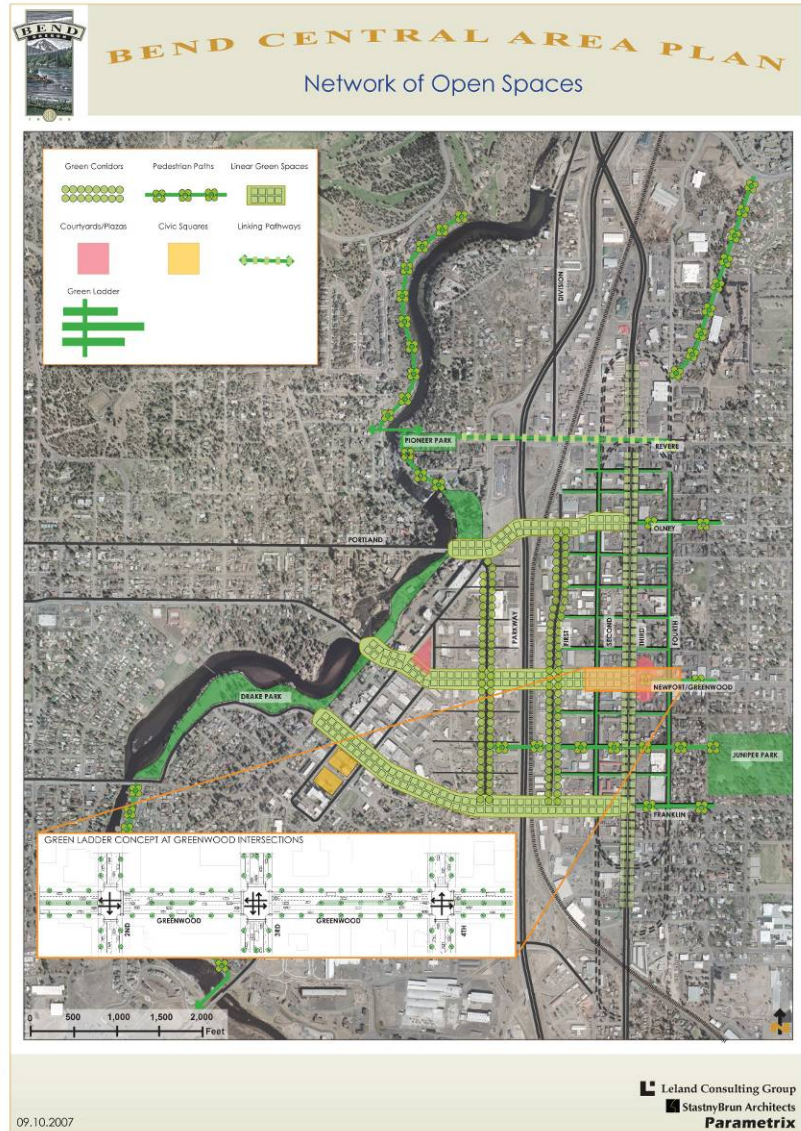 BEND
OREGON
BEND CENTRAL AREA PLAN
Network of Open Spaces
Green Corridors
Pedestrian Paths
Linear Green Spaces
Courtyards/Plazas
Civic Squares
Linking Pathways
Green Ladder
DIVISION
PIONEER PARK
REVERE
PORTLAND
OLNEY
PARKWAY
FIRST
SECOND
THIRD
FOURTH
DRAKE PARK
NEWPORT/GREENWOOD
JUNIPER PARK
FRANKLIN
GREEN LADDER CONCEPT AT GREENWOOD INTERSECTIONS
GREENWOOD
GREENWOOD
2ND
3RD
4TH
0 500 1,000 1,500 2,000
Feet
Leland Consulting Group
StastnyBrun Architects
Parametrix
09.10.2007